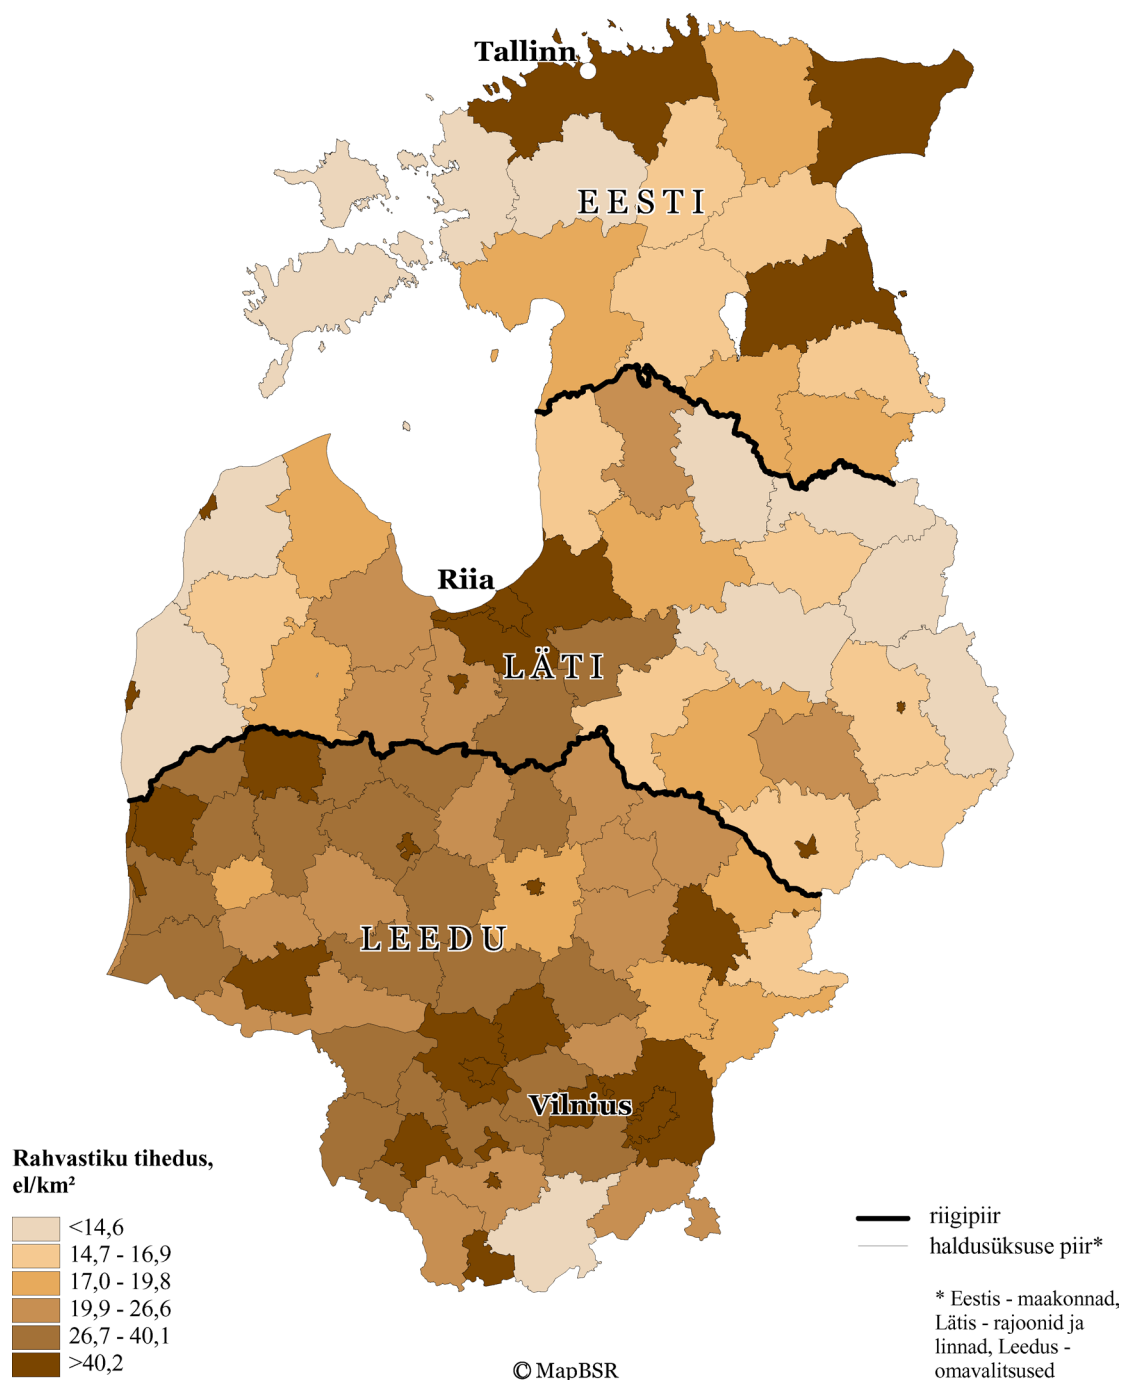 Tallinn
EESTI
Riia
LÄTI
LEEDU
Vilnius
Rahvastiku tihedus,
el/km²
<14,6
14,7 - 16,9
17,0 - 19,8
19,9 - 26,6
26,7 - 40,1
>40,2
riigipiir
haldusüksuse piir*
* Eestis - maakonnad,
Lätis - rajoonid ja
linnad, Leedus -
omavalitsused
© MapBSR